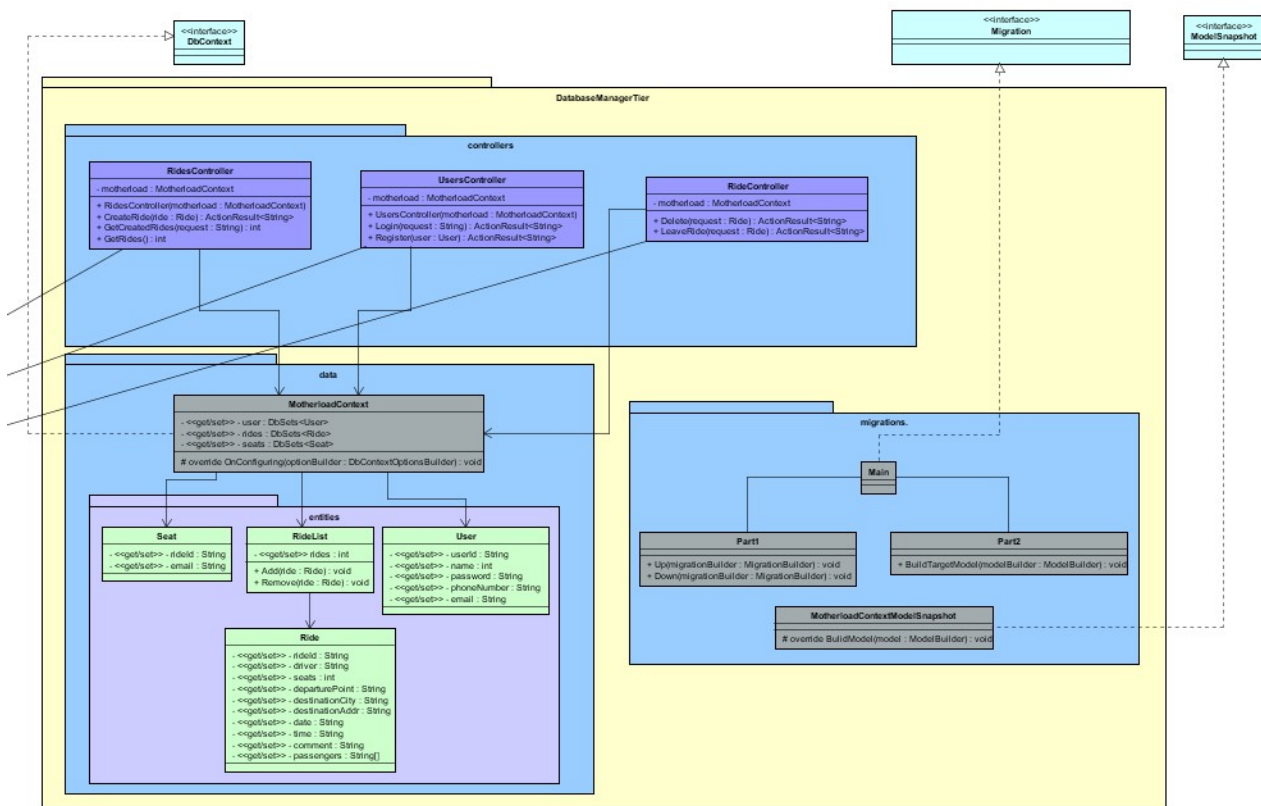 <<interface>>
DbContext
<<interface>>
Migration
<<interface>>
ModelSnapshot
DatabaseManagerTier
controllers
RidesController
- motherload : MotherloadContext
+ RidesController(motherload : MotherloadContext)
+ CreateRide(ride : Ride) : ActionResult<String>
+ GetCreatedRides(request : String) : int
+ GetRides() : int
UsersController
- motherload : MotherloadContext
+ UsersController(motherload : MotherloadContext)
+ Login(request : String) : ActionResult<String>
+ Register(user : User) : ActionResult<String>
RideController
- motherload : MotherloadContext
+ Delete(request : Ride) : ActionResult<String>
+ LeaveRide(request : Ride) : ActionResult<String>
data
MotherloadContext
- <<get/set>> - user : DbSets<User>
- <<get/set>> - rides : DbSets<Ride>
- <<get/set>> - seats : DbSets<Seat>
# override OnConfiguring(optionBuilder : DbContextOptionsBuilder) : void
entities
Seat
- <<get/set>> - rideId : String
- <<get/set>> - email : String
RideList
- <<get/set>> rides : int
+ Add(ride : Ride) : void
+ Remove(ride : Ride) : void
User
- <<get/set>> - userId : String
- <<get/set>> - name : int
- <<get/set>> - password : String
- <<get/set>> - phoneNumber : String
- <<get/set>> - email : String
Ride
- <<get/set>> - rideId : String
- <<get/set>> - driver : String
- <<get/set>> - seats : int
- <<get/set>> - departurePoint : String
- <<get/set>> - destinationCity : String
- <<get/set>> - destinationAddr : String
- <<get/set>> - date : String
- <<get/set>> - time : String
- <<get/set>> - comment : String
- <<get/set>> - passengers : String[]
migrations.
Main
Part1
+ Up(migrationBuilder : MigrationBuilder) : void
+ Down(migrationBuilder : MigrationBuilder) : void
Part2
+ BuildTargetModel(modelBuilder : ModelBuilder) : void
MotherloadContextModelSnapshot
# override BulidModel(model : ModelBuilder) : void